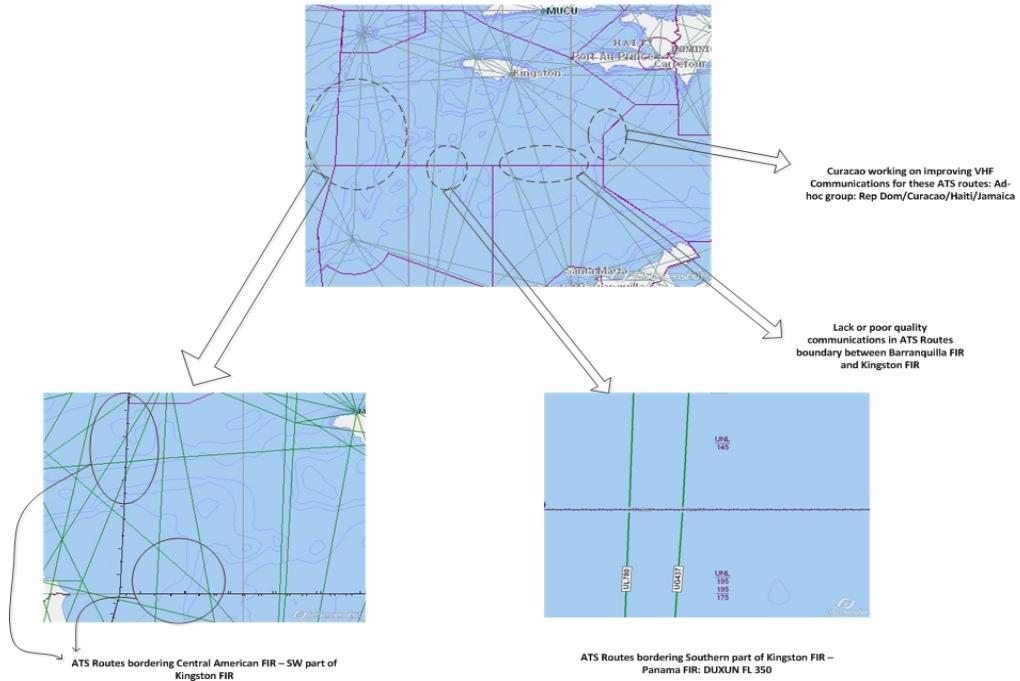 MUCU
HAITI
Port-Au-Prince
Carrefour
Kingston
Santa Marta
Curacao working on improving VHF
Communications for these ATS routes: Ad-
hoc group: Rep Dom/Curacao/Haiti/Jamaica
Lack or poor quality
communications in ATS Routes
boundary between Barranquilla FIR
and Kingston FIR
UNL
145
UL780
UG437
UNL
195
195
175
ATS Routes bordering Central American FIR – SW part of
Kingston FIR
ATS Routes bordering Southern part of Kingston FIR –
Panama FIR: DUXUN FL 350